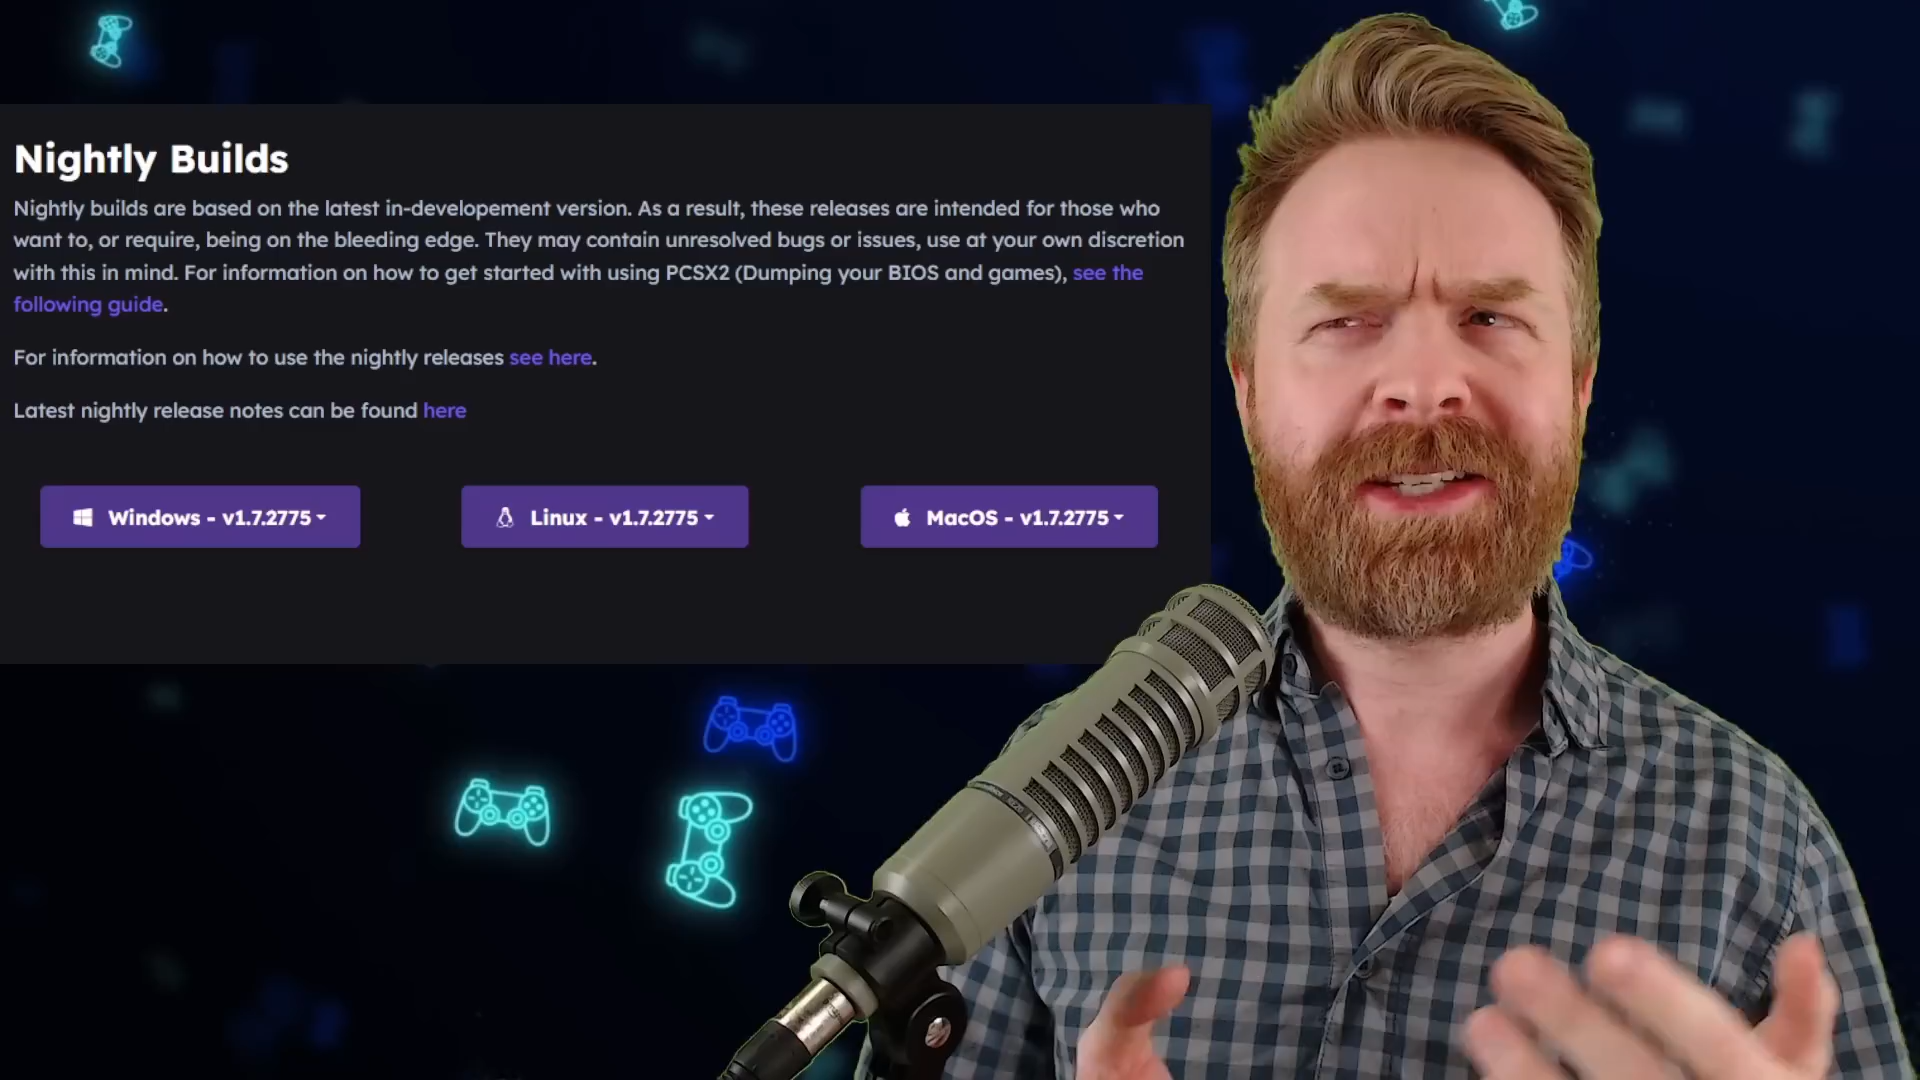 Nightly Builds
Nightly builds are based on the latest in-developement version. As a result, these releases are intended for those who
want to, or require, being on the bleeding edge. They may contain unresolved bugs or issues, use at your own discretion
with this in mind. For information on how to get started with using PCSX2 (Dumping your BIOS and games), see the
following guide.
For information on how to use the nightly releases see here.
Latest nightly release notes can be found here
Windows - v1.7.2775
Linux - v1.7.2775
MacOS - v1.7.2775